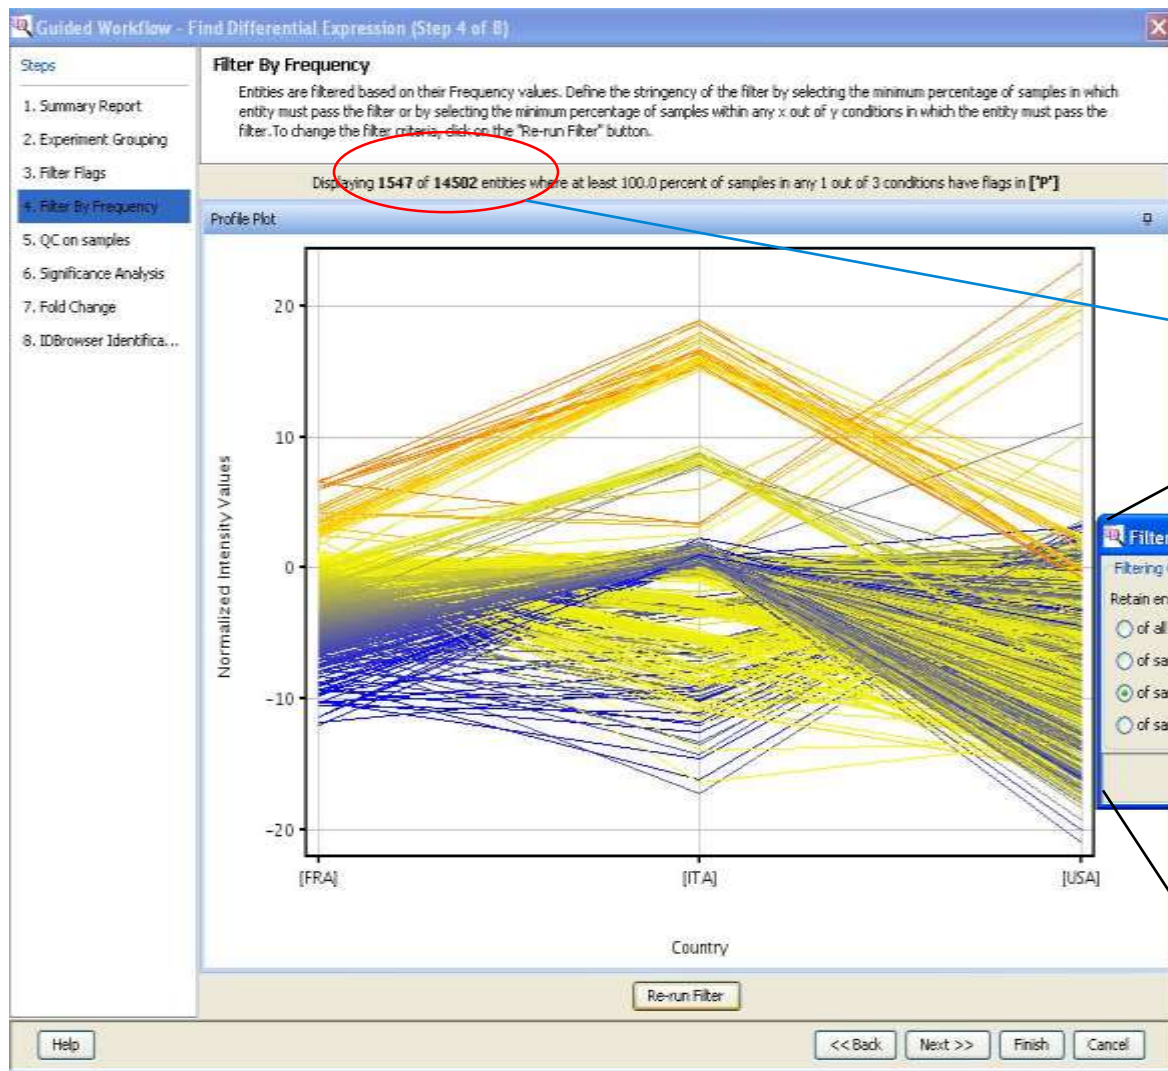 Guided Workflow - Find Differential Expression (Step 4 of 8)
Steps
1. Summary Report
2. Experiment Grouping
3. Filter Flags
4. Filter By Frequency
5. QC on samples
6. Significance Analysis
7. Fold Change
8. IDBrowser Identifica...
Filter By Frequency
Entities are filtered based on their Frequency values. Define the stringency of the filter by selecting the minimum percentage of samples in which
entity must pass the filter or by selecting the minimum percentage of samples within any x out of y conditions in which the entity must pass the
filter.To change the filter criteria, click on the "Re-run Filter" button.
Displaying 1547 of 14502 entities where at least 100.0 percent of samples in any 1 out of 3 conditions have flags in ['P']
Profile Plot
Normalized Intensity Values
20
10
0
-10
-20
[FRA]
[ITA]
[USA]
Country
Filter
Filtering
Retain en
of all
of sa
of sa
of sa
Re-run Filter
Help
<< Back
Next >>
Finish
Cancel